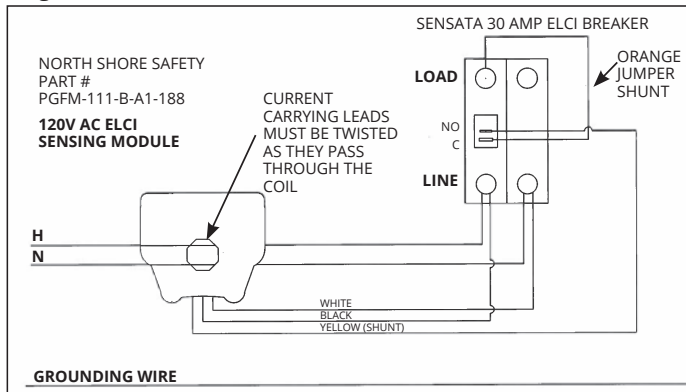 SENSATA 30 AMP ELCI BREAKER
NORTH SHORE SAFETY
PART #
PGFM-111-B-A1-188
120V AC ELCI
SENSING MODULE
CURRENT
CARRYING LEADS
MUST BE TWISTED
AS THEY PASS
THROUGH THE
COIL
LOAD
ORANGE
JUMPER
SHUNT
NO
C
LINE
H
N
WHITE
BLACK
YELLOW (SHUNT)
GROUNDING WIRE